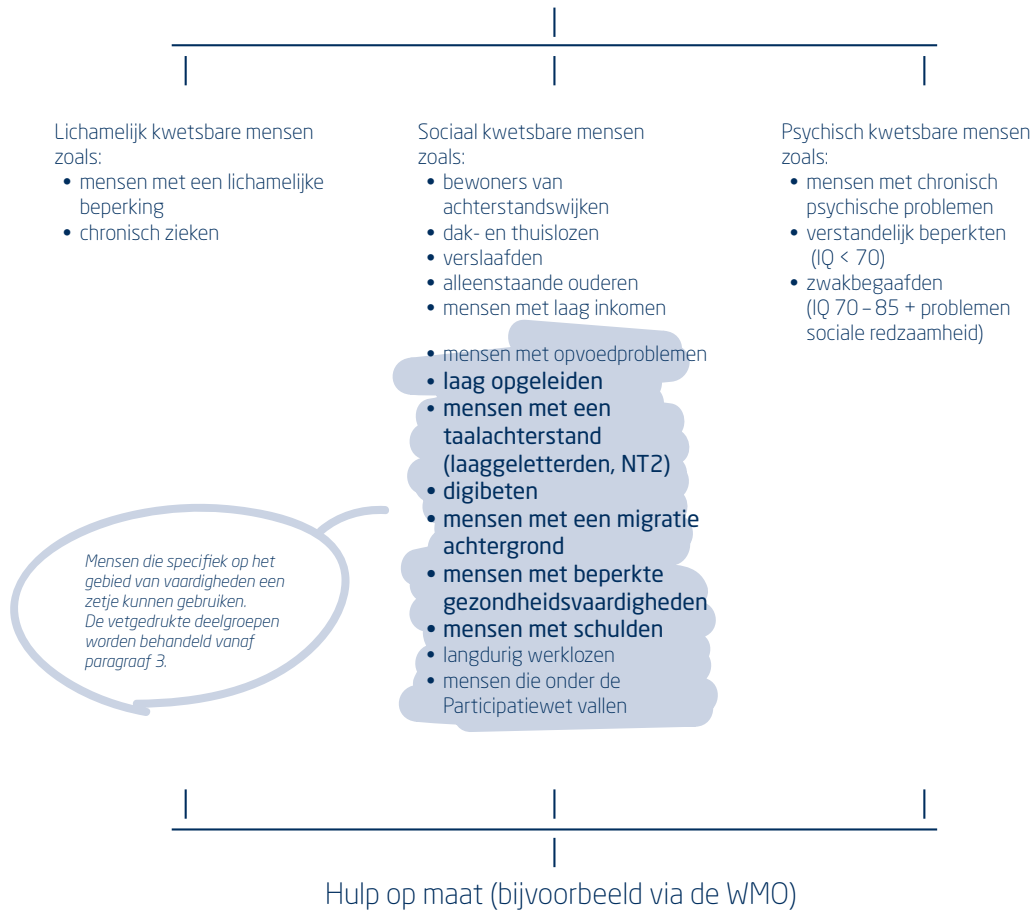 Lichamelijk kwetsbare mensen
zoals:
• mensen met een lichamelijke
beperking
• chronisch zieken
Sociaal kwetsbare mensen
zoals:
• bewoners van
achterstandswijken
• dak- en thuislozen
• verslaafden
• alleenstaande ouderen
• mensen met laag inkomen
• mensen met opvoedproblemen
• laag opgeleiden
• mensen met een
taalachterstand
(laaggeletterden, NT2)
• digibeten
• mensen met een migratie
achtergrond
• mensen met beperkte
gezondheidsvaardigheden
• mensen met schulden
• langdurig werklozen
• mensen die onder de
Participatiewet vallen
Psychisch kwetsbare mensen
zoals:
• mensen met chronisch
psychische problemen
• verstandelijk beperkten
(IQ < 70)
• zwakbegaafden
(IQ 70 – 85 + problemen
sociale redzaamheid)
Mensen die specifiek op het
gebied van vaardigheden een
zetje kunnen gebruiken.
De vetgedrukte deelgroepen
worden behandeld vanaf
paragraaf 3.
Hulp op maat (bijvoorbeeld via de WMO)